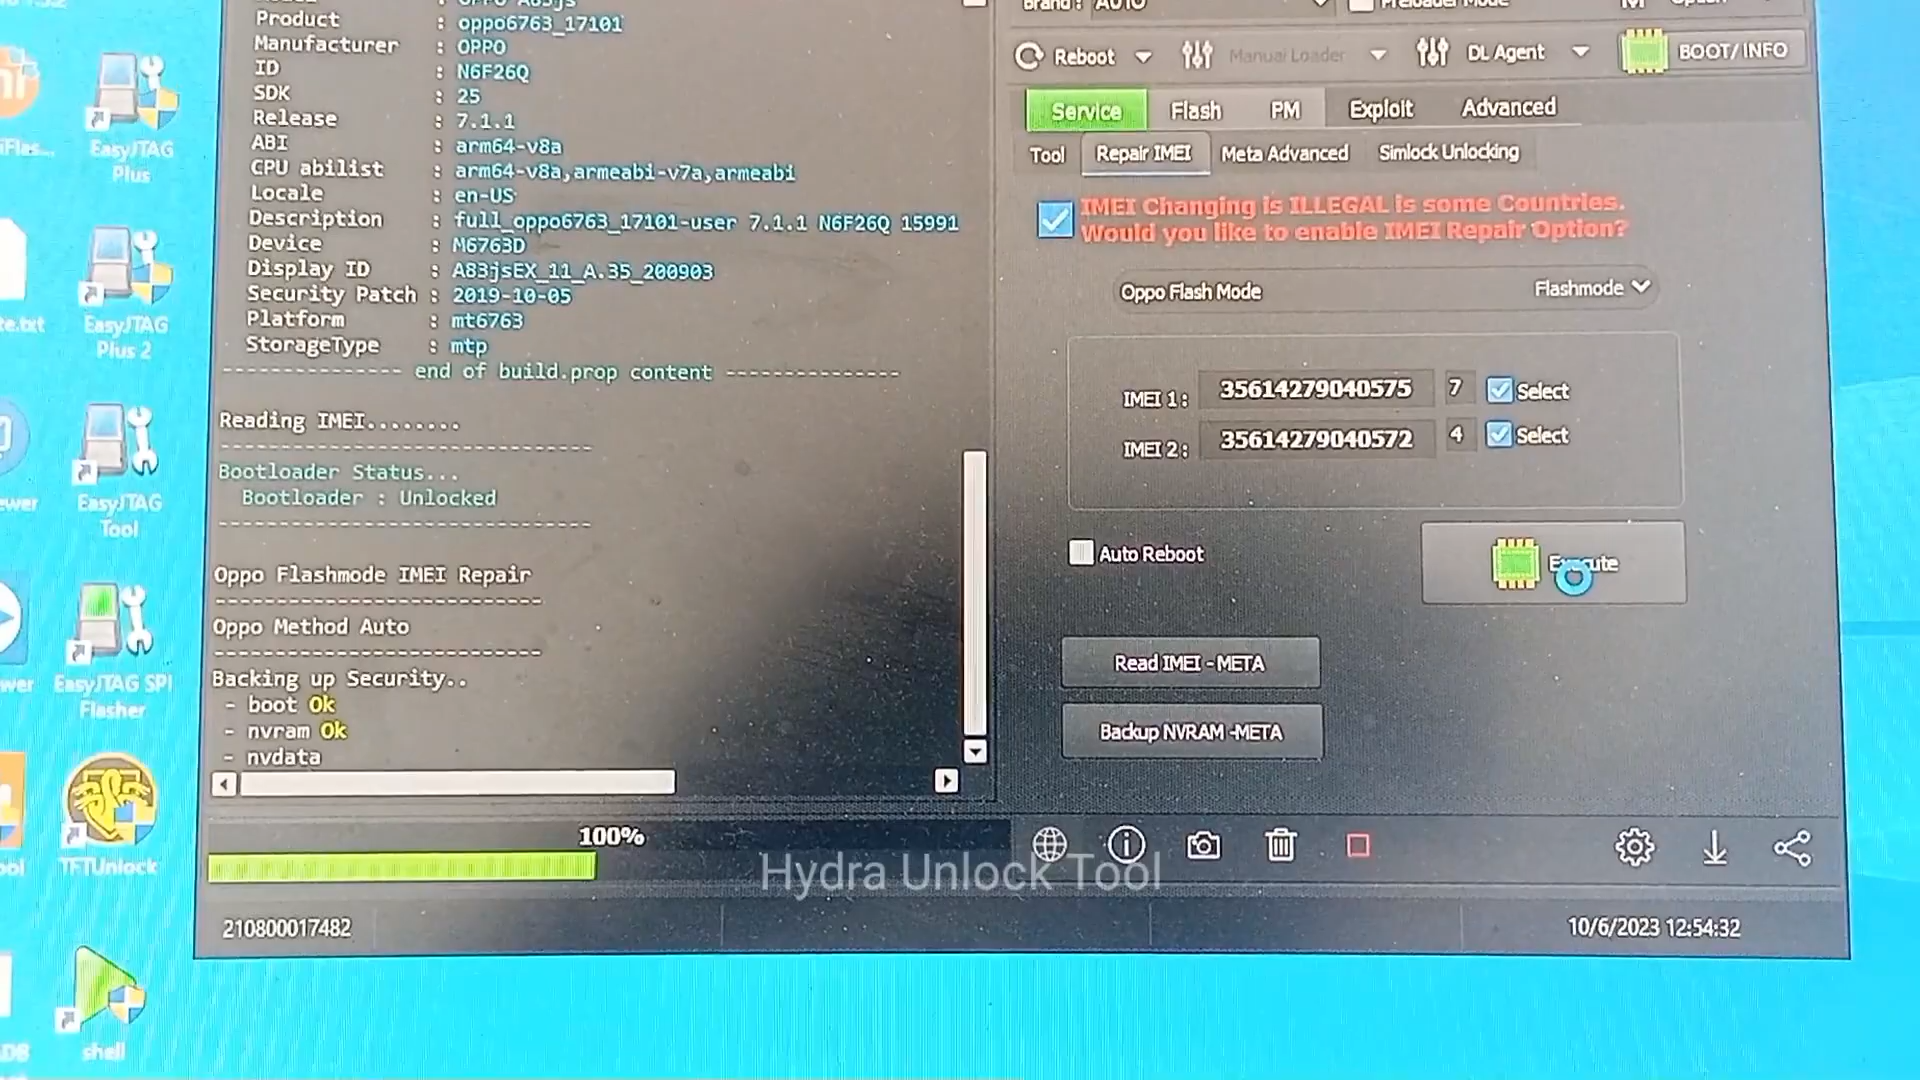 Product : oppo6763_17101
Manufacturer : OPPO
ID : N6F26Q
SDK : 25
Release : 7.1.1
ABI : arm64-v8a
CPU abilist : arm64-v8a,armeabi-v7a,armeabi
Locale : en-US
Description : full_oppo6763_17101-user 7.1.1 N6F26Q 15991
Device : M6763D
Display ID : A83jsEX_11_A.35_200903
Security Patch : 2019-10-05
Platform : mt6763
StorageType : mtp
--------------- end of build.prop content ---------------
Reading IMEI........
Bootloader Status...
Bootloader : Unlocked
Oppo Flashmode IMEI Repair
Oppo Method Auto
Backing up Security..
- boot Ok
- nvram Ok
- nvdata
100%
210800017482
Brand : AUTO
Preloader Mode
Reboot
Manual Loader
DL Agent
BOOT/ INFO
Service
Flash
PM
Exploit
Advanced
Tool
Repair IMEI
Meta Advanced
Simlock Unlocking
IMEI Changing is ILLEGAL is some Countries.
Would you like to enable IMEI Repair Option?
Oppo Flash Mode
Flashmode
IMEI 1 : 35614279040575 7 Select
IMEI 2 : 35614279040572 4 Select
Auto Reboot
Execute
Read IMEI - META
Backup NVRAM -META
Hydra Unlock Tool
10/6/2023 12:54:32
EasyJTAG
Plus
EasyJTAG
Plus 2
EasyJTAG
Tool
EasyJTAG SPI
Flasher
TFTUnlock
shell